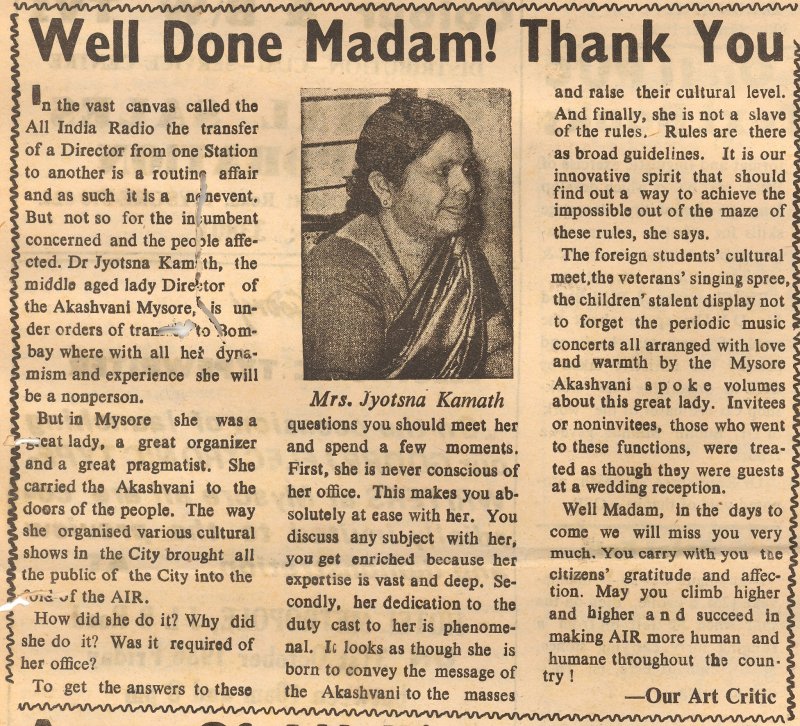 Well Done Madam! Thank You
In the vast canvas called the
All India Radio the transfer
of a Director from one Station
to another is a routine affair
and as such it is a nonevent.
But not so for the incumbent
concerned and the people affe-
cted. Dr Jyotsna Kamath, the
middle aged lady Director of
the Akashvani Mysore, is un-
der orders of to Bom-
bay where with all her dyna-
mism and experience she will
be a nonperson.
But in Mysore she was a
great lady, a great organizer
and a great pragmatist. She
carried the Akashvani to the
doors of the people. The way
she organised various cultural
shows in the City brought all
the public of the City into the
fold of the AIR.
How did she do it? Why did
she do it? Was it required of
her office?
To get the answers to these
Mrs. Jyotsna Kamath
questions you should meet her
and spend a few moments.
First, she is never conscious of
her office. This makes you ab-
solutely at ease with her. You
discuss any subject with her,
you get enriched because her
expertise is vast and deep. Se-
condly, her dedication to the
duty cast to her is phenome-
nal. It looks as though she is
born to convey the message of
the Akashvani to the masses
and raise their cultural level.
And finally, she is not a slave
of the rules. Rules are there
as broad guidelines. It is our
innovative spirit that should
find out a way to achieve the
impossible out of the maze of
these rules, she says.
The foreign students' cultural
meet,the veterans' singing spree,
the children' stalent display not
to forget the periodic music
concerts all arranged with love
and warmth by the Mysore
Akashvani spoke volumes
about this great lady. Invitees
or noninvitees, those who went
to these functions, were trea-
ted as though they were guests
at a wedding reception.
Well Madam, in the days to
come we will miss you very
much. You carry with you the
citizens' gratitude and affec-
tion. May you climb higher
and higher and succeed in
making AIR more human and
humane throughout the coun-
try !
—Our Art Critic